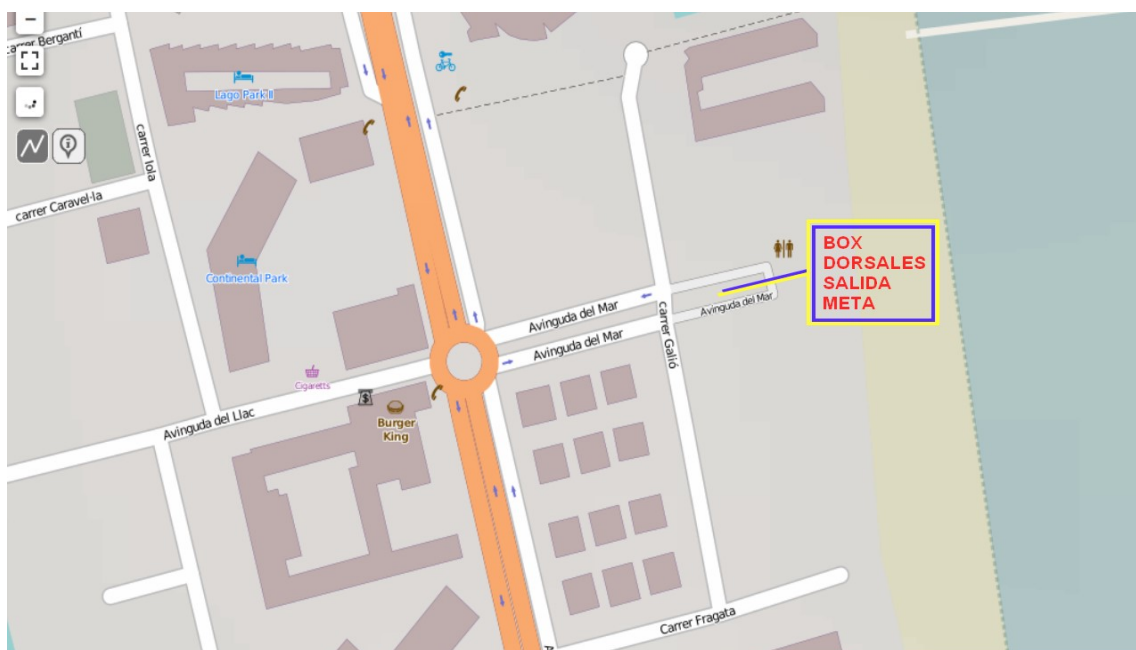 carrer Bergantí
Lago Park II
carrer Iola
carrer Caravel·la
Continental Park
BOX
DORSALES
SALIDA
META
Avinguda del Mar
Avinguda del Mar
Avinguda del Mar
carrer Galió
Cigaretts
Burger
King
Avinguda del Llac
Carrer Fragata
A